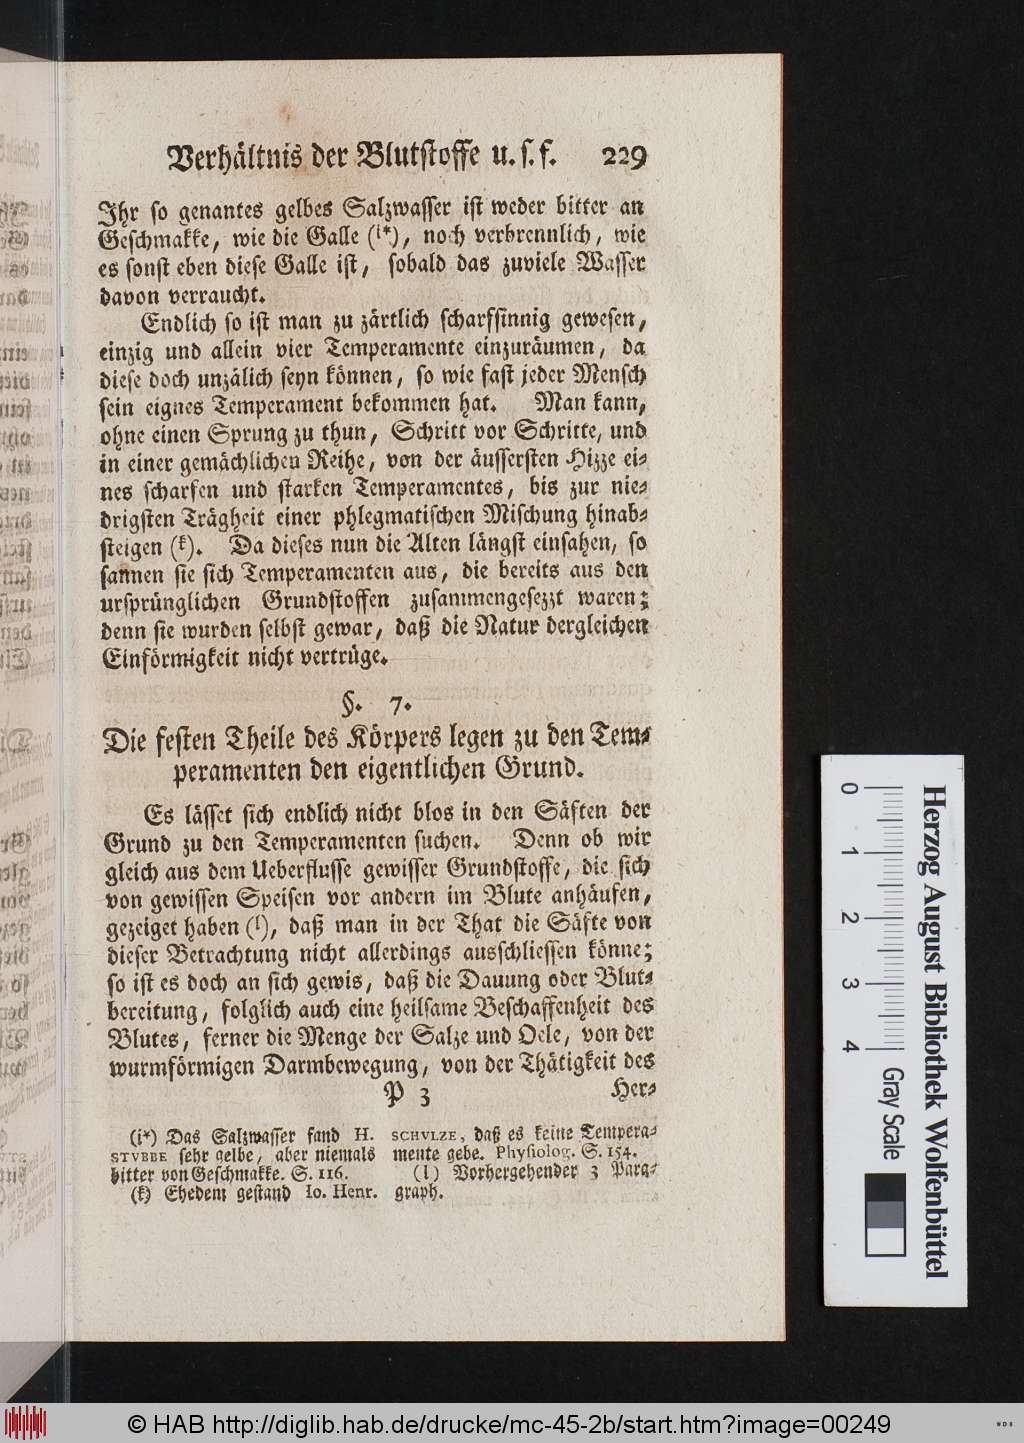 Verhältnis der Blutstoffe u. s. f. 229
Ihr so genantes gelbes Salzwasser ist weder bitter an
Geschmakke, wie die Galle (i*), noch verbrennlich, wie
es sonst eben diese Galle ist, sobald das zuviele Wasser
davon verraucht.
Endlich so ist man zu zärtlich scharfsinnig gewesen,
einzig und allein vier Temperamente einzuräumen, da
diese doch unzälich seyn können, so wie fast jeder Mensch
sein eignes Temperament bekommen hat. Man kann,
ohne einen Sprung zu thun, Schritt vor Schritte, und
in einer gemächlichen Reihe, von der äussersten Hizze ei-
nes scharfen und starken Temperamentes, bis zur nie-
drigsten Trägheit einer phlegmatischen Mischung hinab-
steigen (k). Da dieses nun die Alten längst einsahen, so
sannen sie sich Temperamenten aus, die bereits aus den
ursprünglichen Grundstoffen zusammengesezzt waren;
denn sie wurden selbst gewar, daß die Natur dergleichen
Einförmigkeit nicht vertrüge.
§. 7.
Die festen Theile des Körpers legen zu den Tem-
peramenten den eigentlichen Grund.
Es lässet sich endlich nicht blos in den Säften der
Grund zu den Temperamenten suchen. Denn ob wir
gleich aus dem Ueberflusse gewisser Grundstoffe, die sich
von gewissen Speisen vor andern im Blute anhäufen,
gezeiget haben (l), daß man in der That die Säfte von
dieser Betrachtung nicht allerdings ausschliessen könne;
so ist es doch an sich gewis, daß die Dauung oder Blut-
bereitung, folglich auch eine heilsame Beschaffenheit des
Blutes, ferner die Menge der Salze und Oele, von der
wurmförmigen Darmbewegung, von der Thätigkeit des
P 3 Her-
(i*) Das Salzwasser fand H.
STVBBE sehr gelbe, aber niemals
bitter von Geschmakke. S. 116.
(k) Ehedem gestand Io. Henr.
SCHVLZE, daß es keine Tempera-
mente gebe. Physiolog. S. 154.
(l) Vorhergehender 3 Para-
graph.
0 1 2 3 4
Gray Scale
Herzog August Bibliothek Wolfenbüttel
© HAB http://diglib.hab.de/drucke/mc-45-2b/start.htm?image=00249